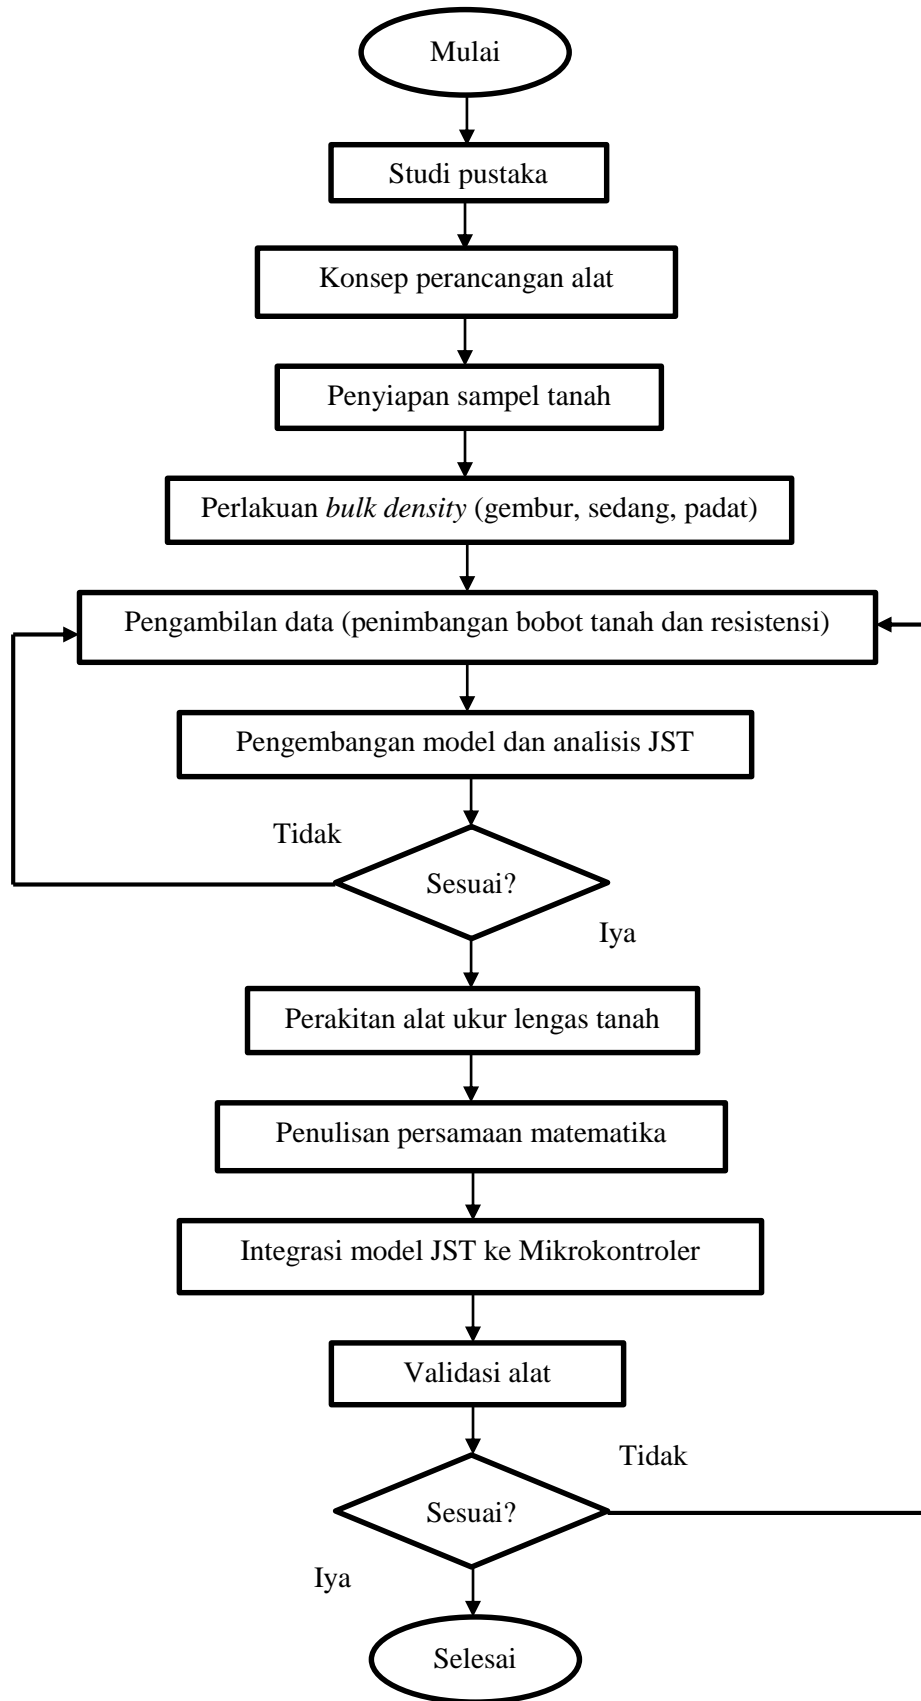 Mulai
Studi pustaka
Konsep perancangan alat
Penyiapan sampel tanah
Perlakuan bulk density (gembur, sedang, padat)
Pengambilan data (penimbangan bobot tanah dan resistensi)
Pengembangan model dan analisis JST
Tidak
Sesuai?
Iya
Perakitan alat ukur lengas tanah
Penulisan persamaan matematika
Integrasi model JST ke Mikrokontroler
Validasi alat
Tidak
Sesuai?
Iya
Selesai